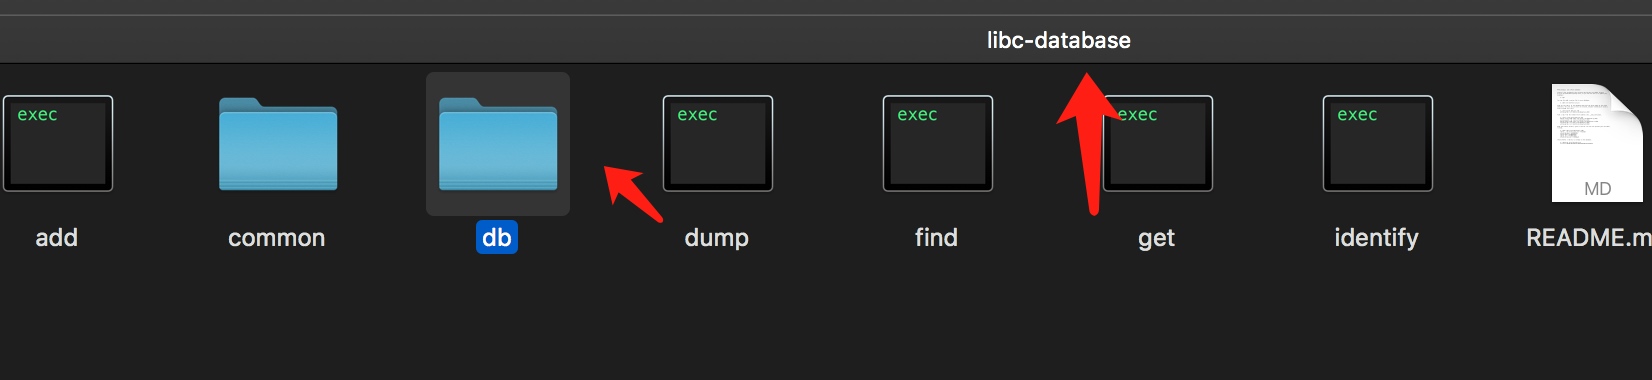 libc-database
exec
exec
exec
exec
exec
MD
add
common
db
dump
find
get
identify
README.m